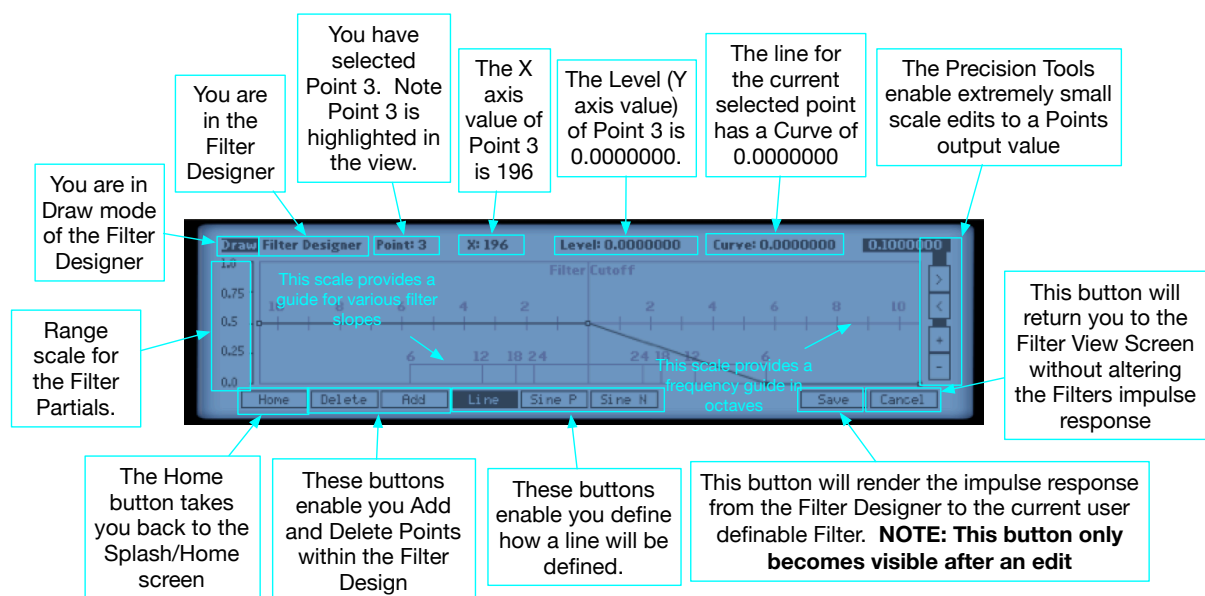 You have
selected
Point 3. Note
Point 3 is
highlighted in
the view.
The X
axis
value of
Point 3
is 196
The Level (Y
axis value)
of Point 3 is
0.0000000.
The line for
the current
selected point
has a Curve of
0.0000000
The Precision Tools
enable extremely small
scale edits to a Points
output value
You are
in the
Filter
Designer
You are in
Draw mode
of the Filter
Designer
Draw Filter Designer Point: 3 X: 196 Level: 0.0000000 Curve: 0.0000000 0.1000000
1.0
Filter Cutoff
This scale provides a
guide for various filter
slopes
0.75
10 6 4 2 2 4 6 8 10
0.5
0.25
6 12 18 24 24 18 12 6
This scale provides a
frequency guide in
octaves
0.0
>
<
+
-
Home Delete Add Line Sine P Sine N Save Cancel
Range
scale for
the Filter
Partials.
This button will
return you to the
Filter View Screen
without altering
the Filters impulse
response
The Home
button takes
you back to the
Splash/Home
screen
These buttons
enable you Add
and Delete Points
within the Filter
Design
These buttons
enable you define
how a line will be
defined.
This button will render the impulse response
from the Filter Designer to the current user
definable Filter. NOTE: This button only
becomes visible after an edit